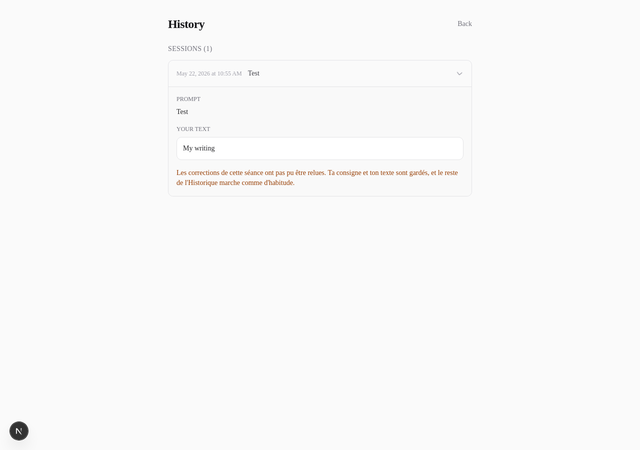 History
Back
SESSIONS (1)
May 22, 2026 at 10:55 AM Test
PROMPT
Test
YOUR TEXT
My writing
Les corrections de cette séance ont pas pu être relues. Ta consigne et ton texte sont gardés, et le reste
de l'Historique marche comme d'habitude.
N